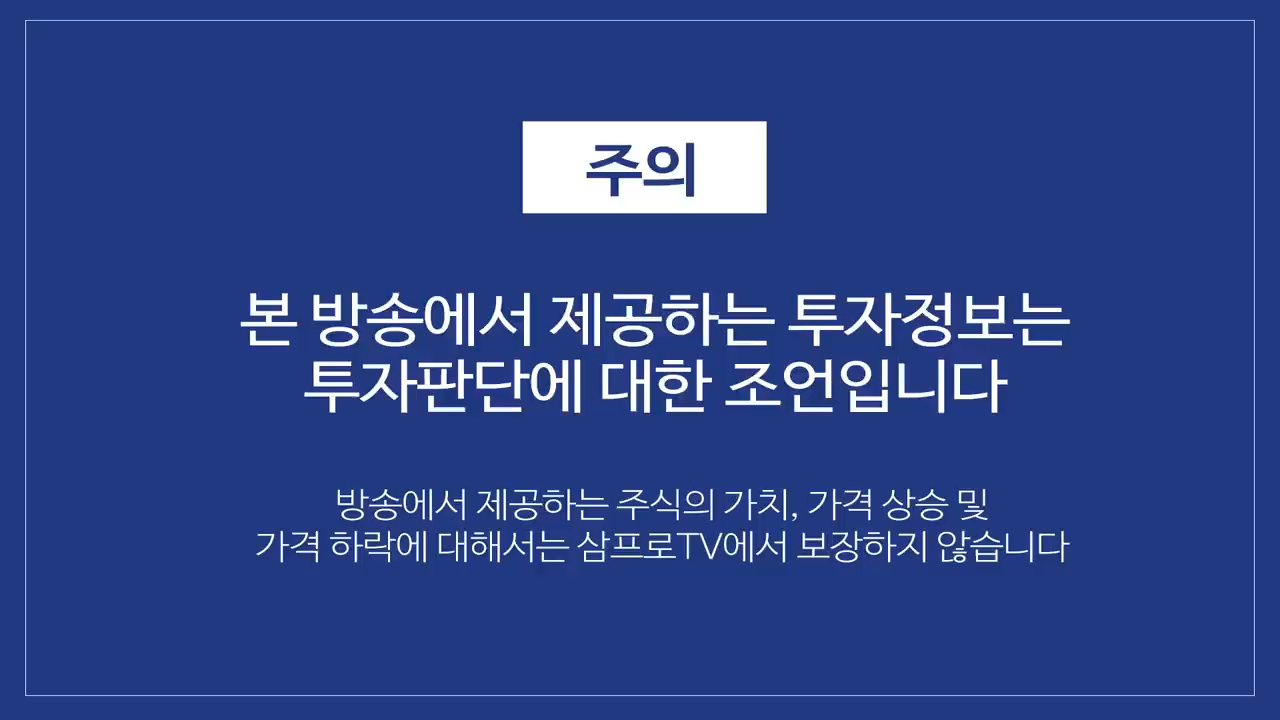 주의
본 방송에서 제공하는 투자정보는
투자판단에 대한 조언입니다
방송에서 제공하는 주식의 가치, 가격 상승 및
가격 하락에 대해서는 삼프로TV에서 보장하지 않습니다